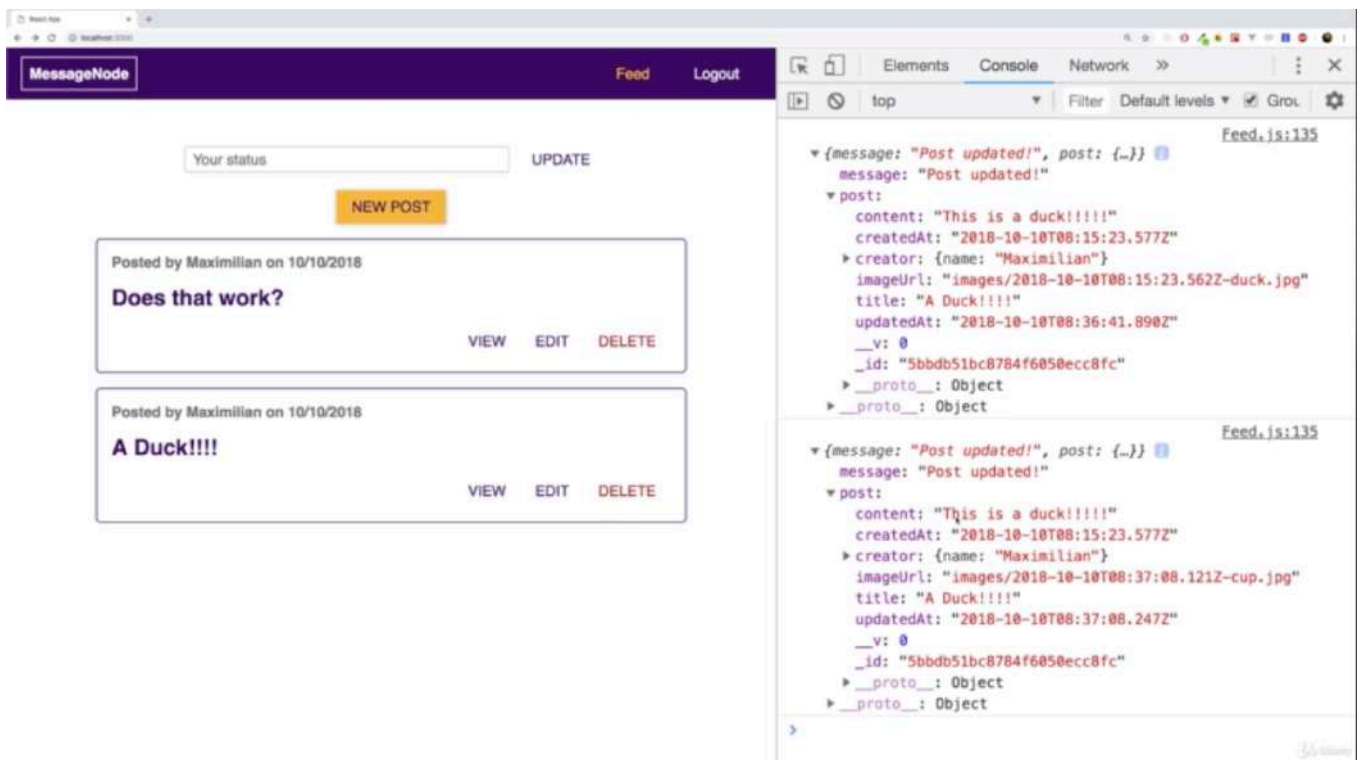 React App
localhost:3000
MessageNode
Feed
Logout
Your status
UPDATE
NEW POST
Posted by Maximilian on 10/10/2018
Does that work?
VIEW EDIT DELETE
Posted by Maximilian on 10/10/2018
A Duck!!!!
VIEW EDIT DELETE
Elements Console Network »
top Filter Default levels ▼ Grou
Feed.js:135
▼ {message: "Post updated!", post: {…}} i
message: "Post updated!"
▼ post:
content: "This is a duck!!!!!"
createdAt: "2018-10-10T08:15:23.577Z"
▶ creator: {name: "Maximilian"}
imageUrl: "images/2018-10-10T08:15:23.562Z-duck.jpg"
title: "A Duck!!!!"
updatedAt: "2018-10-10T08:36:41.890Z"
__v: 0
_id: "5bbdb51bc8784f6050ecc8fc"
▶ __proto__: Object
▶ __proto__: Object
Feed.js:135
▼ {message: "Post updated!", post: {…}} i
message: "Post updated!"
▼ post:
content: "This is a duck!!!!!"
createdAt: "2018-10-10T08:15:23.577Z"
▶ creator: {name: "Maximilian"}
imageUrl: "images/2018-10-10T08:37:08.121Z-cup.jpg"
title: "A Duck!!!!"
updatedAt: "2018-10-10T08:37:08.247Z"
__v: 0
_id: "5bbdb51bc8784f6050ecc8fc"
▶ __proto__: Object
▶ __proto__: Object
>